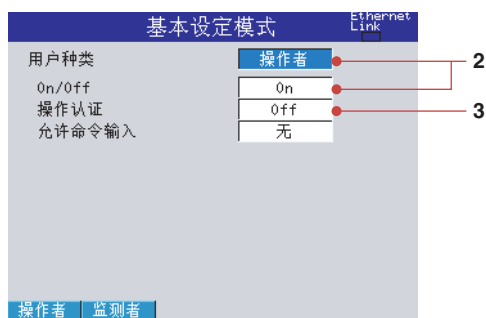 基本设定模式
Ethernet
Link
用户种类 操作者
On/Off On
操作认证 Off
允许命令输入 无
2
3
操作者 监测者